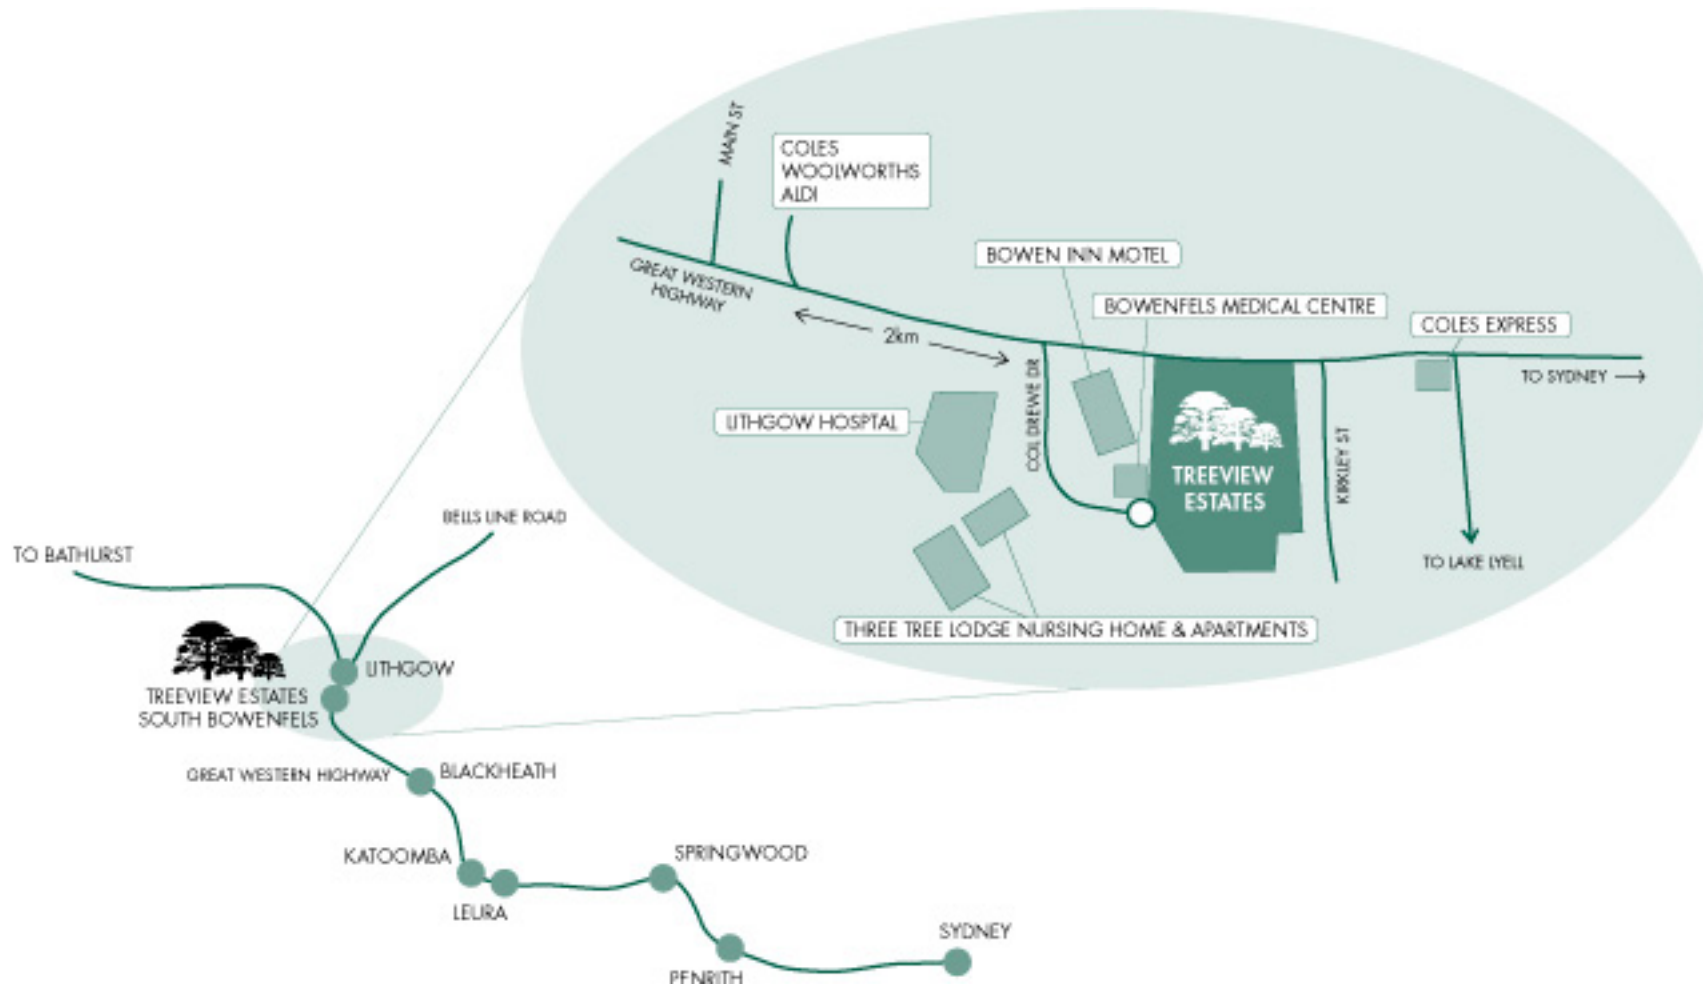 MAIN ST
COLES
WOOLWORTHS
ALDI
GREAT WESTERN
HIGHWAY
2km
BOWEN INN MOTEL
BOWENFELS MEDICAL CENTRE
COLES EXPRESS
TO SYDNEY
LITHGOW HOSPTAL
COL DREWE DR
TREEVIEW
ESTATES
KIRKLEY ST
TO LAKE LYELL
THREE TREE LODGE NURSING HOME & APARTMENTS
BELLS LINE ROAD
TO BATHURST
LITHGOW
TREEVIEW ESTATES
SOUTH BOWENFELS
GREAT WESTERN HIGHWAY
BLACKHEATH
KATOOMBA
LEURA
SPRINGWOOD
PENRITH
SYDNEY